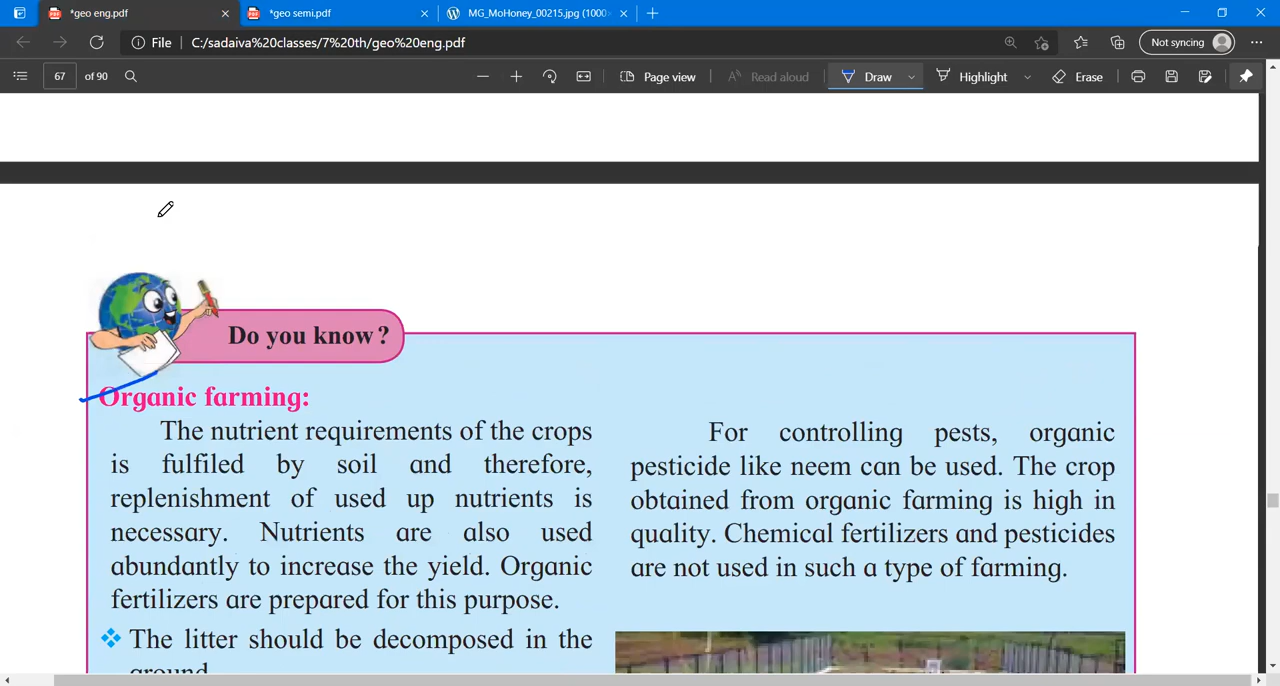 *geo eng.pdf
*geo semi.pdf
MG_MoHoney_00215.jpg (1000×
File
C:/sadaiva%20classes/7%20th/geo%20eng.pdf
Not syncing
67 of 90
Page view
Read aloud
Draw
Highlight
Erase
Do you know?
Organic farming:
The nutrient requirements of the crops
is fulfiled by soil and therefore,
replenishment of used up nutrients is
necessary. Nutrients are also used
abundantly to increase the yield. Organic
fertilizers are prepared for this purpose.
❖ The litter should be decomposed in the
ground
For controlling pests, organic
pesticide like neem can be used. The crop
obtained from organic farming is high in
quality. Chemical fertilizers and pesticides
are not used in such a type of farming.